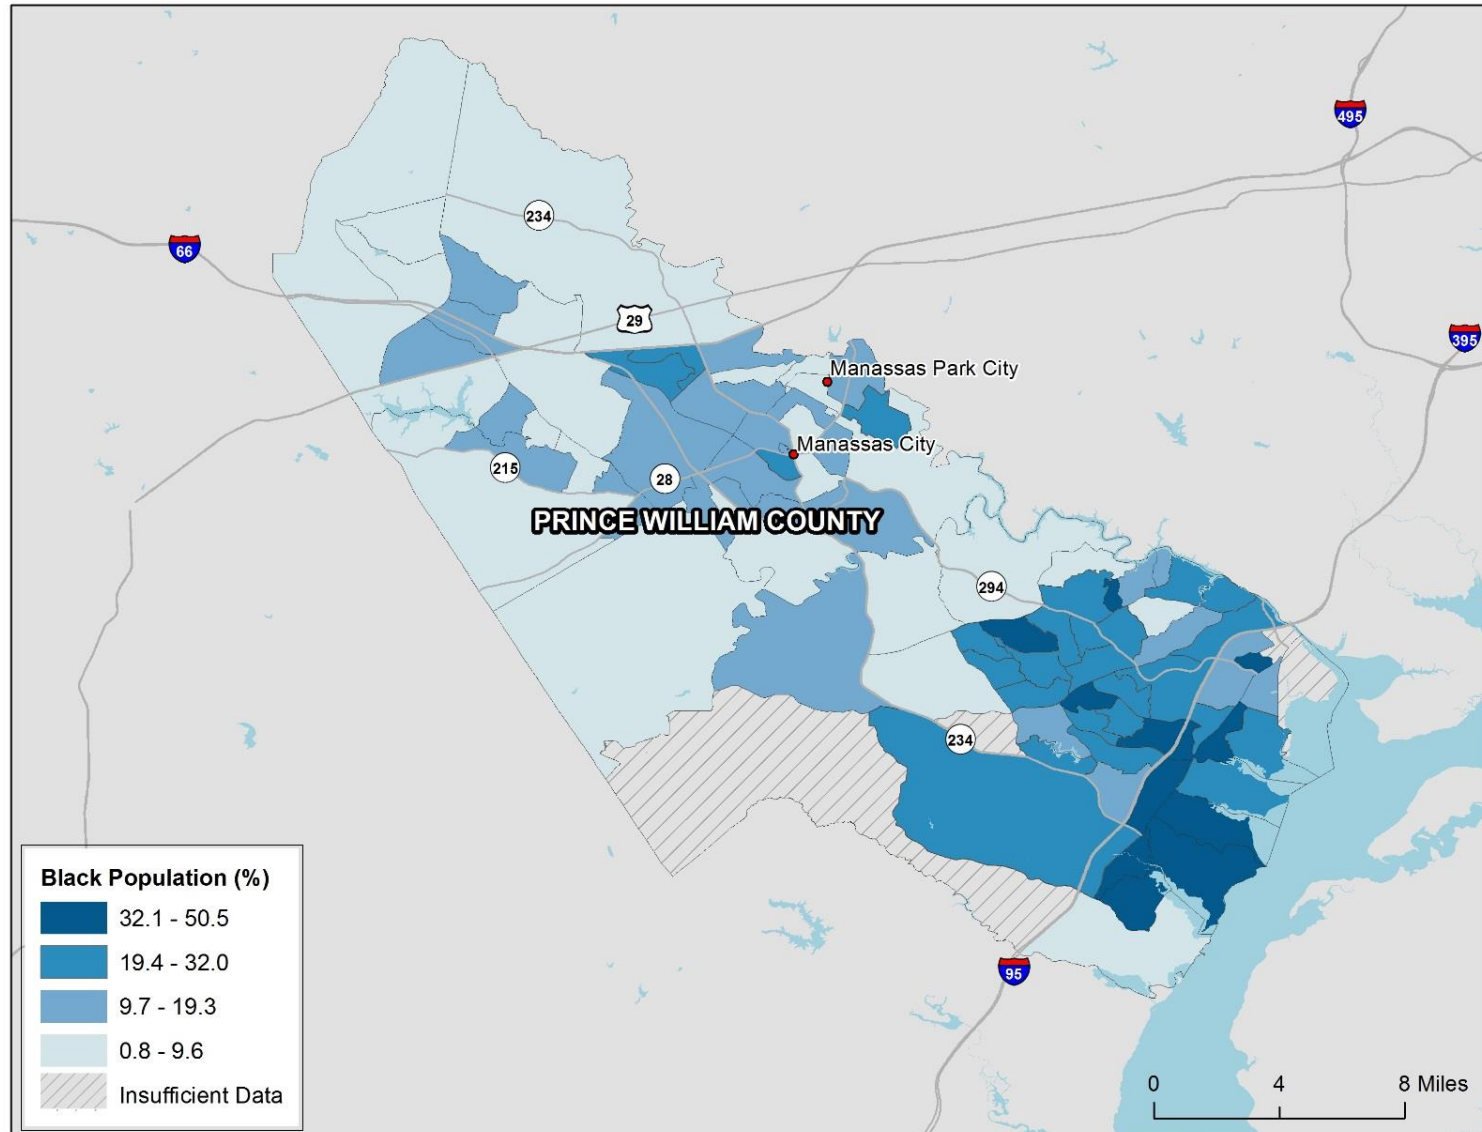 495
234
66
29
395
Manassas Park City
Manassas City
215
28
PRINCE WILLIAM COUNTY
294
234
95
Black Population (%)
32.1 - 50.5
19.4 - 32.0
9.7 - 19.3
0.8 - 9.6
Insufficient Data
0 4 8 Miles